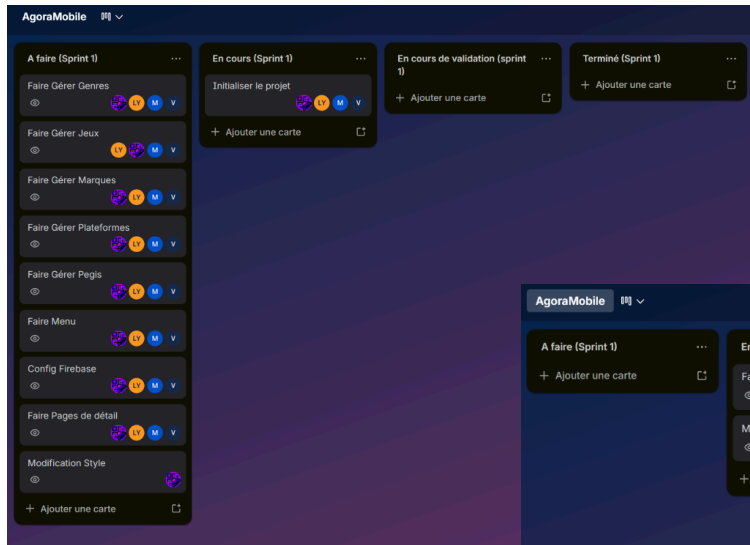 AgoraMobile
A faire (Sprint 1)
Faire Gérer Genres
LY M V
Faire Gérer Jeux
LY M V
Faire Gérer Marques
LY M V
Faire Gérer Plateformes
LY M V
Faire Gérer Pegis
LY M V
Faire Menu
LY M V
Config Firebase
LY M V
Faire Pages de détail
LY M V
Modification Style
+ Ajouter une carte
En cours (Sprint 1)
Initialiser le projet
LY M V
+ Ajouter une carte
En cours de validation (sprint
1)
+ Ajouter une carte
Terminé (Sprint 1)
+ Ajouter une carte
AgoraMobile
A faire (Sprint 1)
+ Ajouter une carte